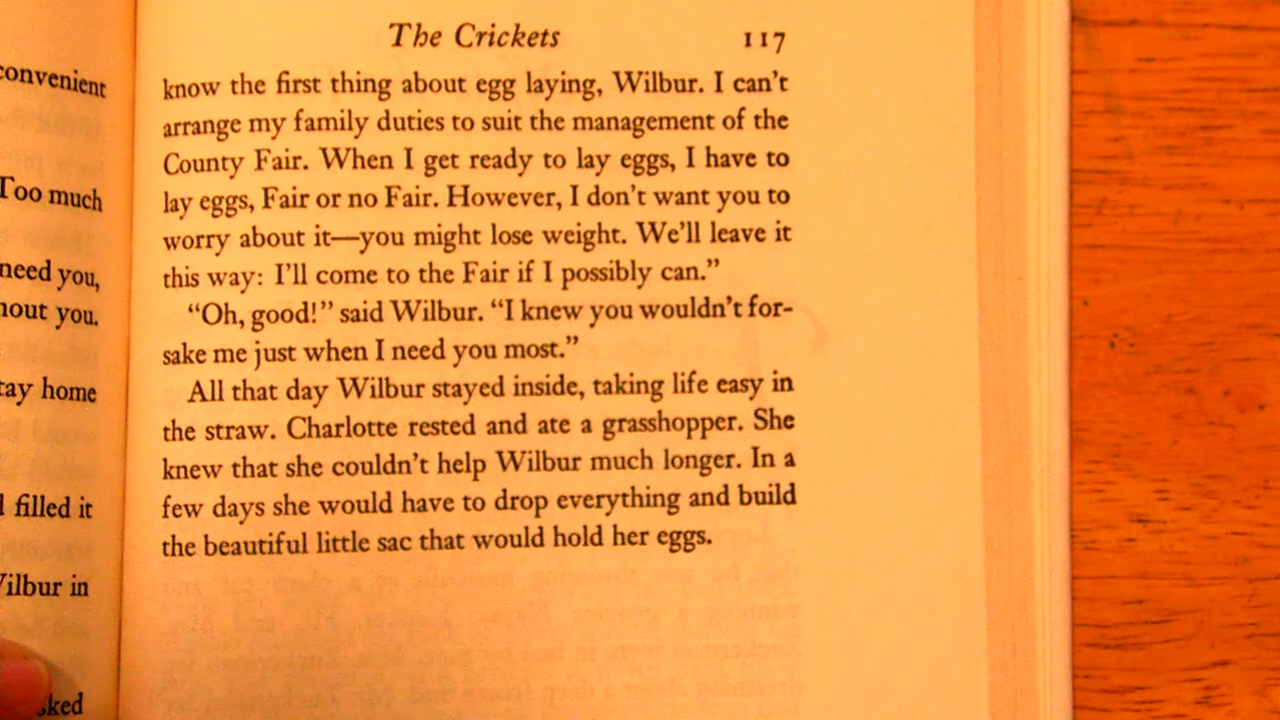 convenient
Too much
need you,
hout you.
tay home
l filled it
Wilbur in
sked
The Crickets 117
know the first thing about egg laying, Wilbur. I can't
arrange my family duties to suit the management of the
County Fair. When I get ready to lay eggs, I have to
lay eggs, Fair or no Fair. However, I don't want you to
worry about it—you might lose weight. We'll leave it
this way: I'll come to the Fair if I possibly can."
"Oh, good!" said Wilbur. "I knew you wouldn't for-
sake me just when I need you most."
All that day Wilbur stayed inside, taking life easy in
the straw. Charlotte rested and ate a grasshopper. She
knew that she couldn't help Wilbur much longer. In a
few days she would have to drop everything and build
the beautiful little sac that would hold her eggs.